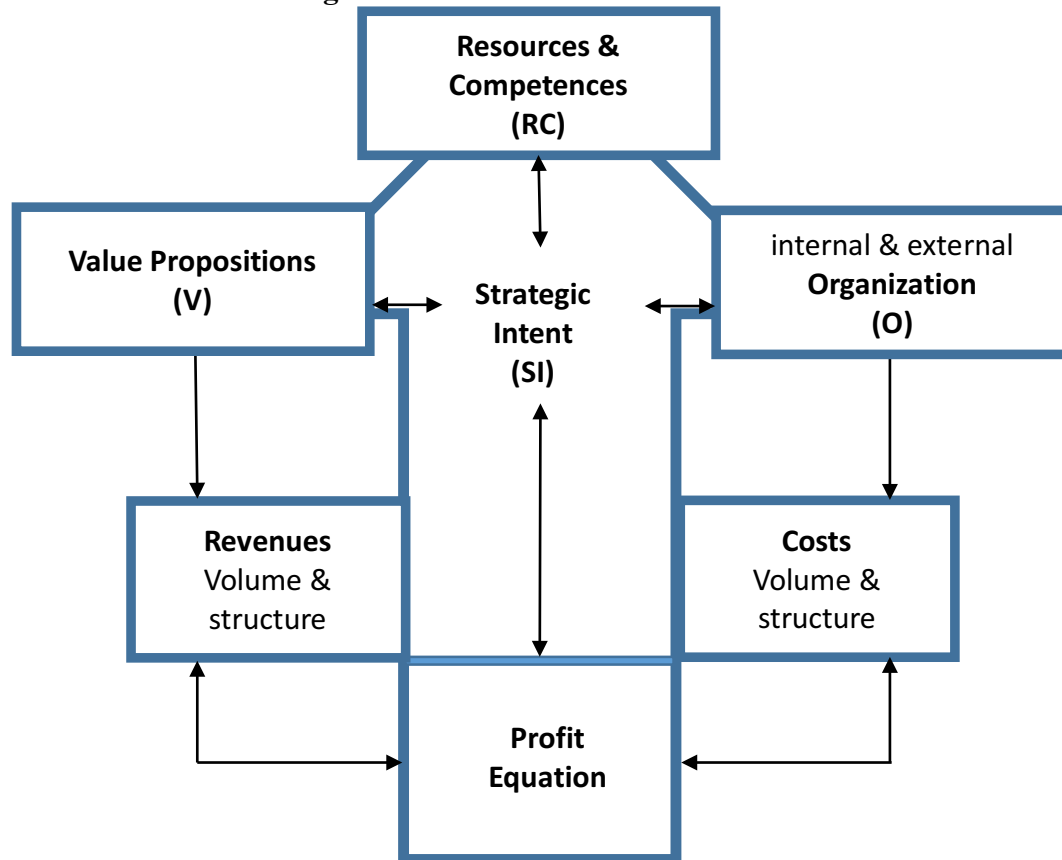 Resources &
Competences
(RC)
Value Propositions
(V)
internal & external
Organization
(O)
Strategic
Intent
(SI)
Revenues
Volume &
structure
Costs
Volume &
structure
Profit
Equation